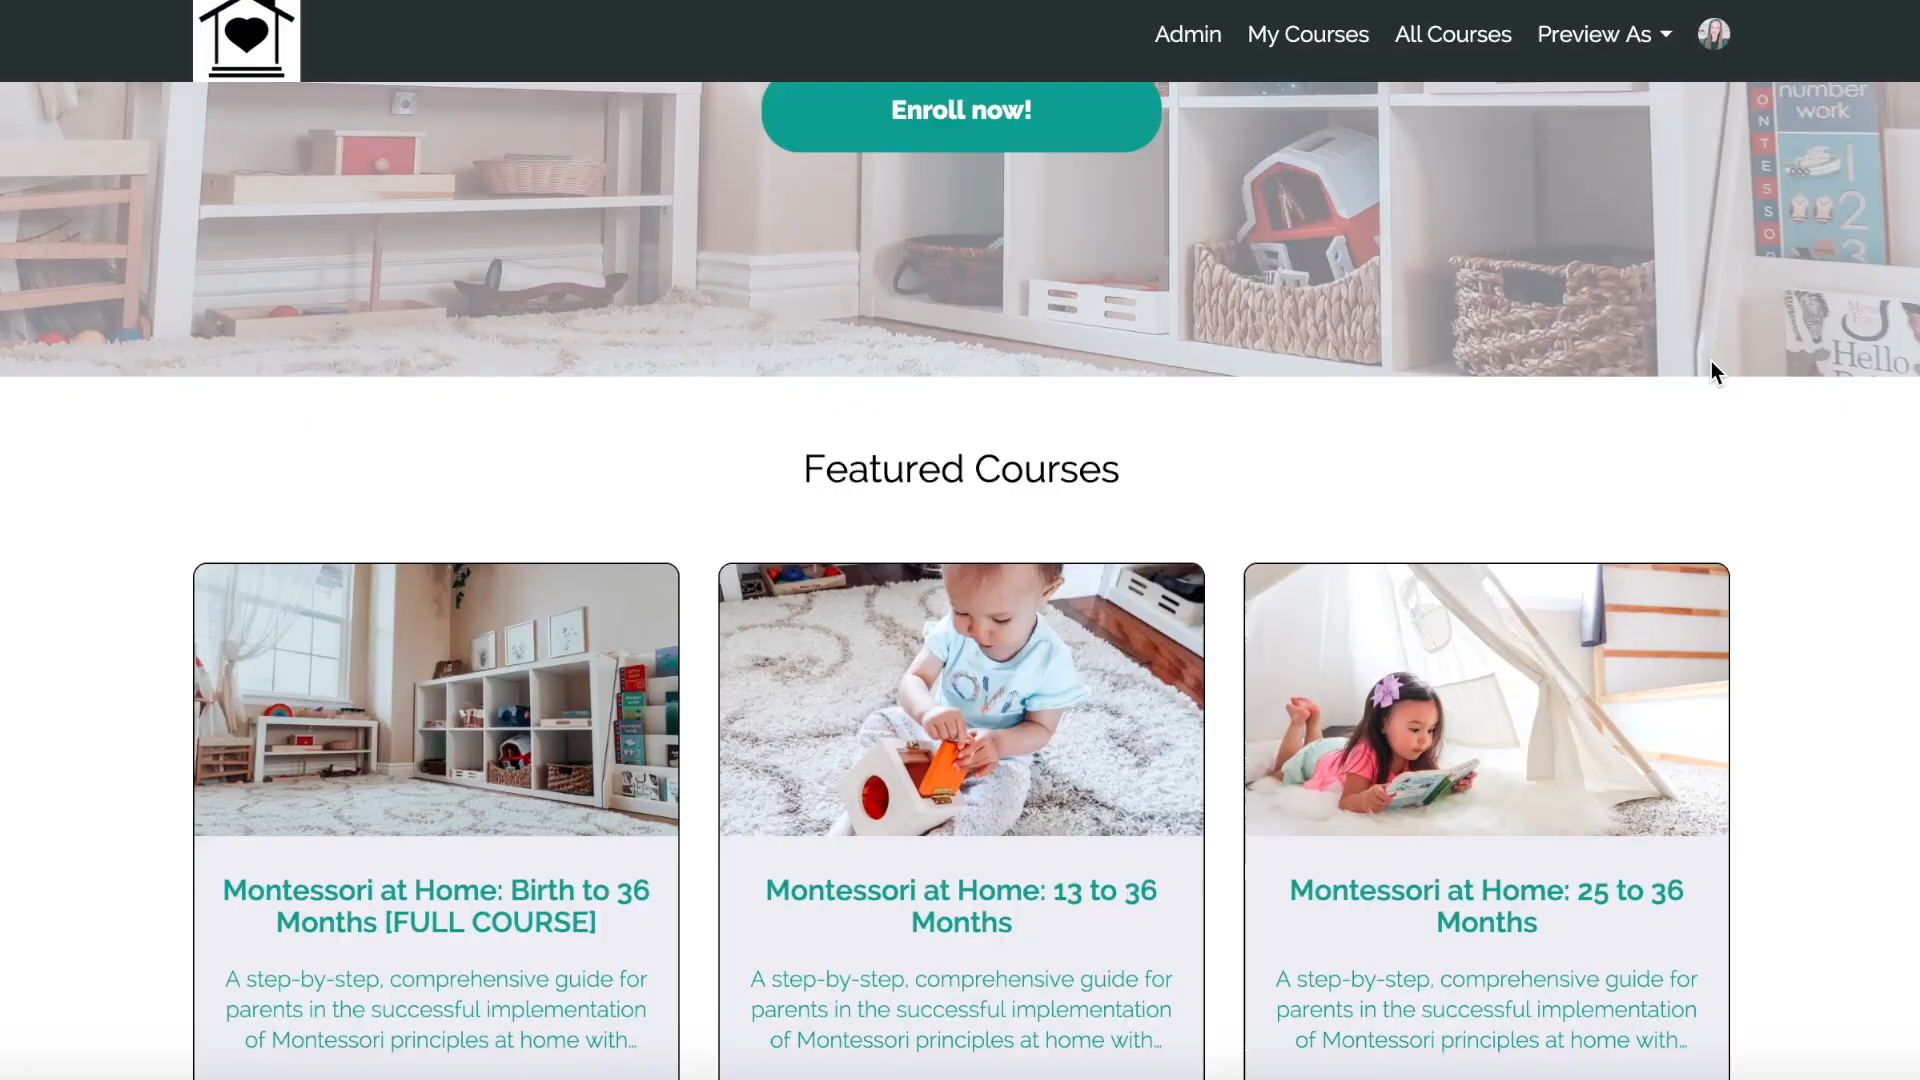 Admin My Courses All Courses Preview As
Enroll now!
number
work
ONTESSO
1
2
3
Hello
Featured Courses
Montessori at Home: Birth to 36
Months [FULL COURSE]
A step-by-step, comprehensive guide for
parents in the successful implementation
of Montessori principles at home with...
Montessori at Home: 13 to 36
Months
A step-by-step, comprehensive guide for
parents in the successful implementation
of Montessori principles at home with...
Montessori at Home: 25 to 36
Months
A step-by-step, comprehensive guide for
parents in the successful implementation
of Montessori principles at home with...